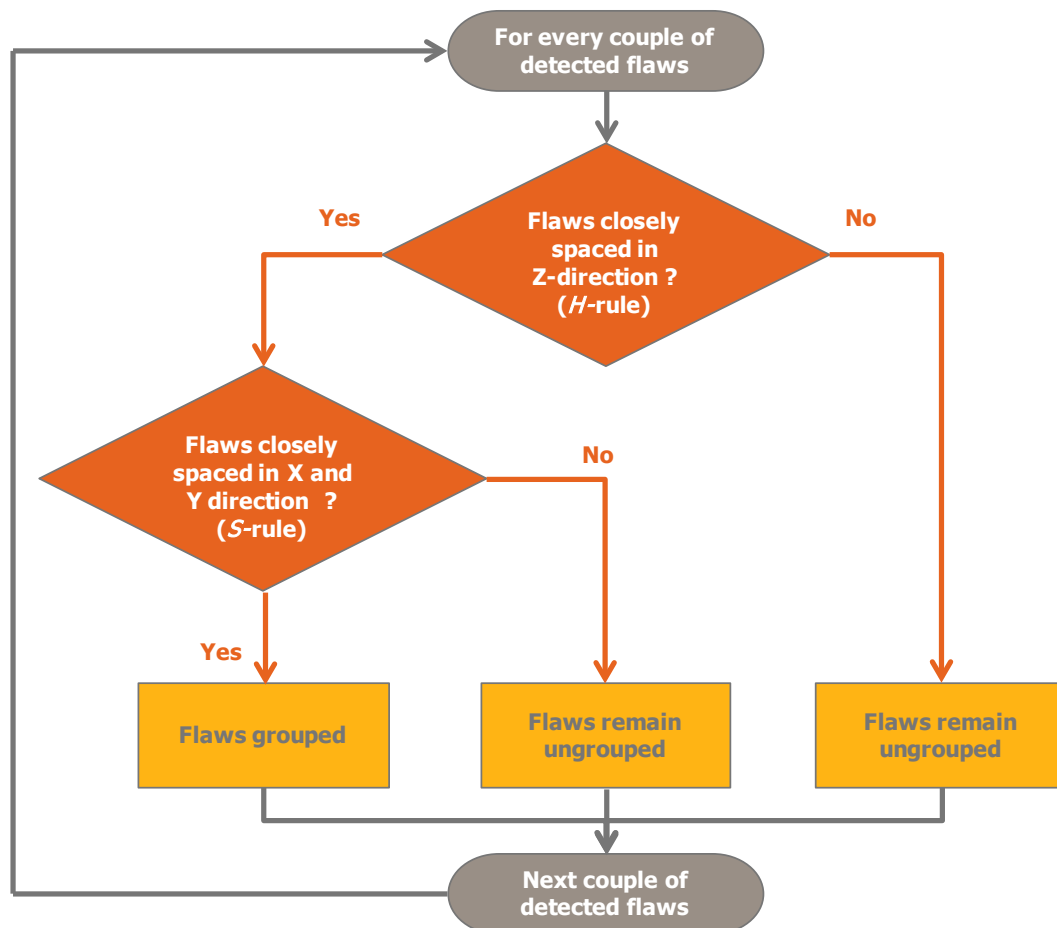 For every couple of
detected flaws
Yes
No
Flaws closely
spaced in
Z-direction ?
(H-rule)
Flaws closely
spaced in X and
Y direction ?
(S-rule)
No
Yes
Flaws grouped
Flaws remain
ungrouped
Flaws remain
ungrouped
Next couple of
detected flaws